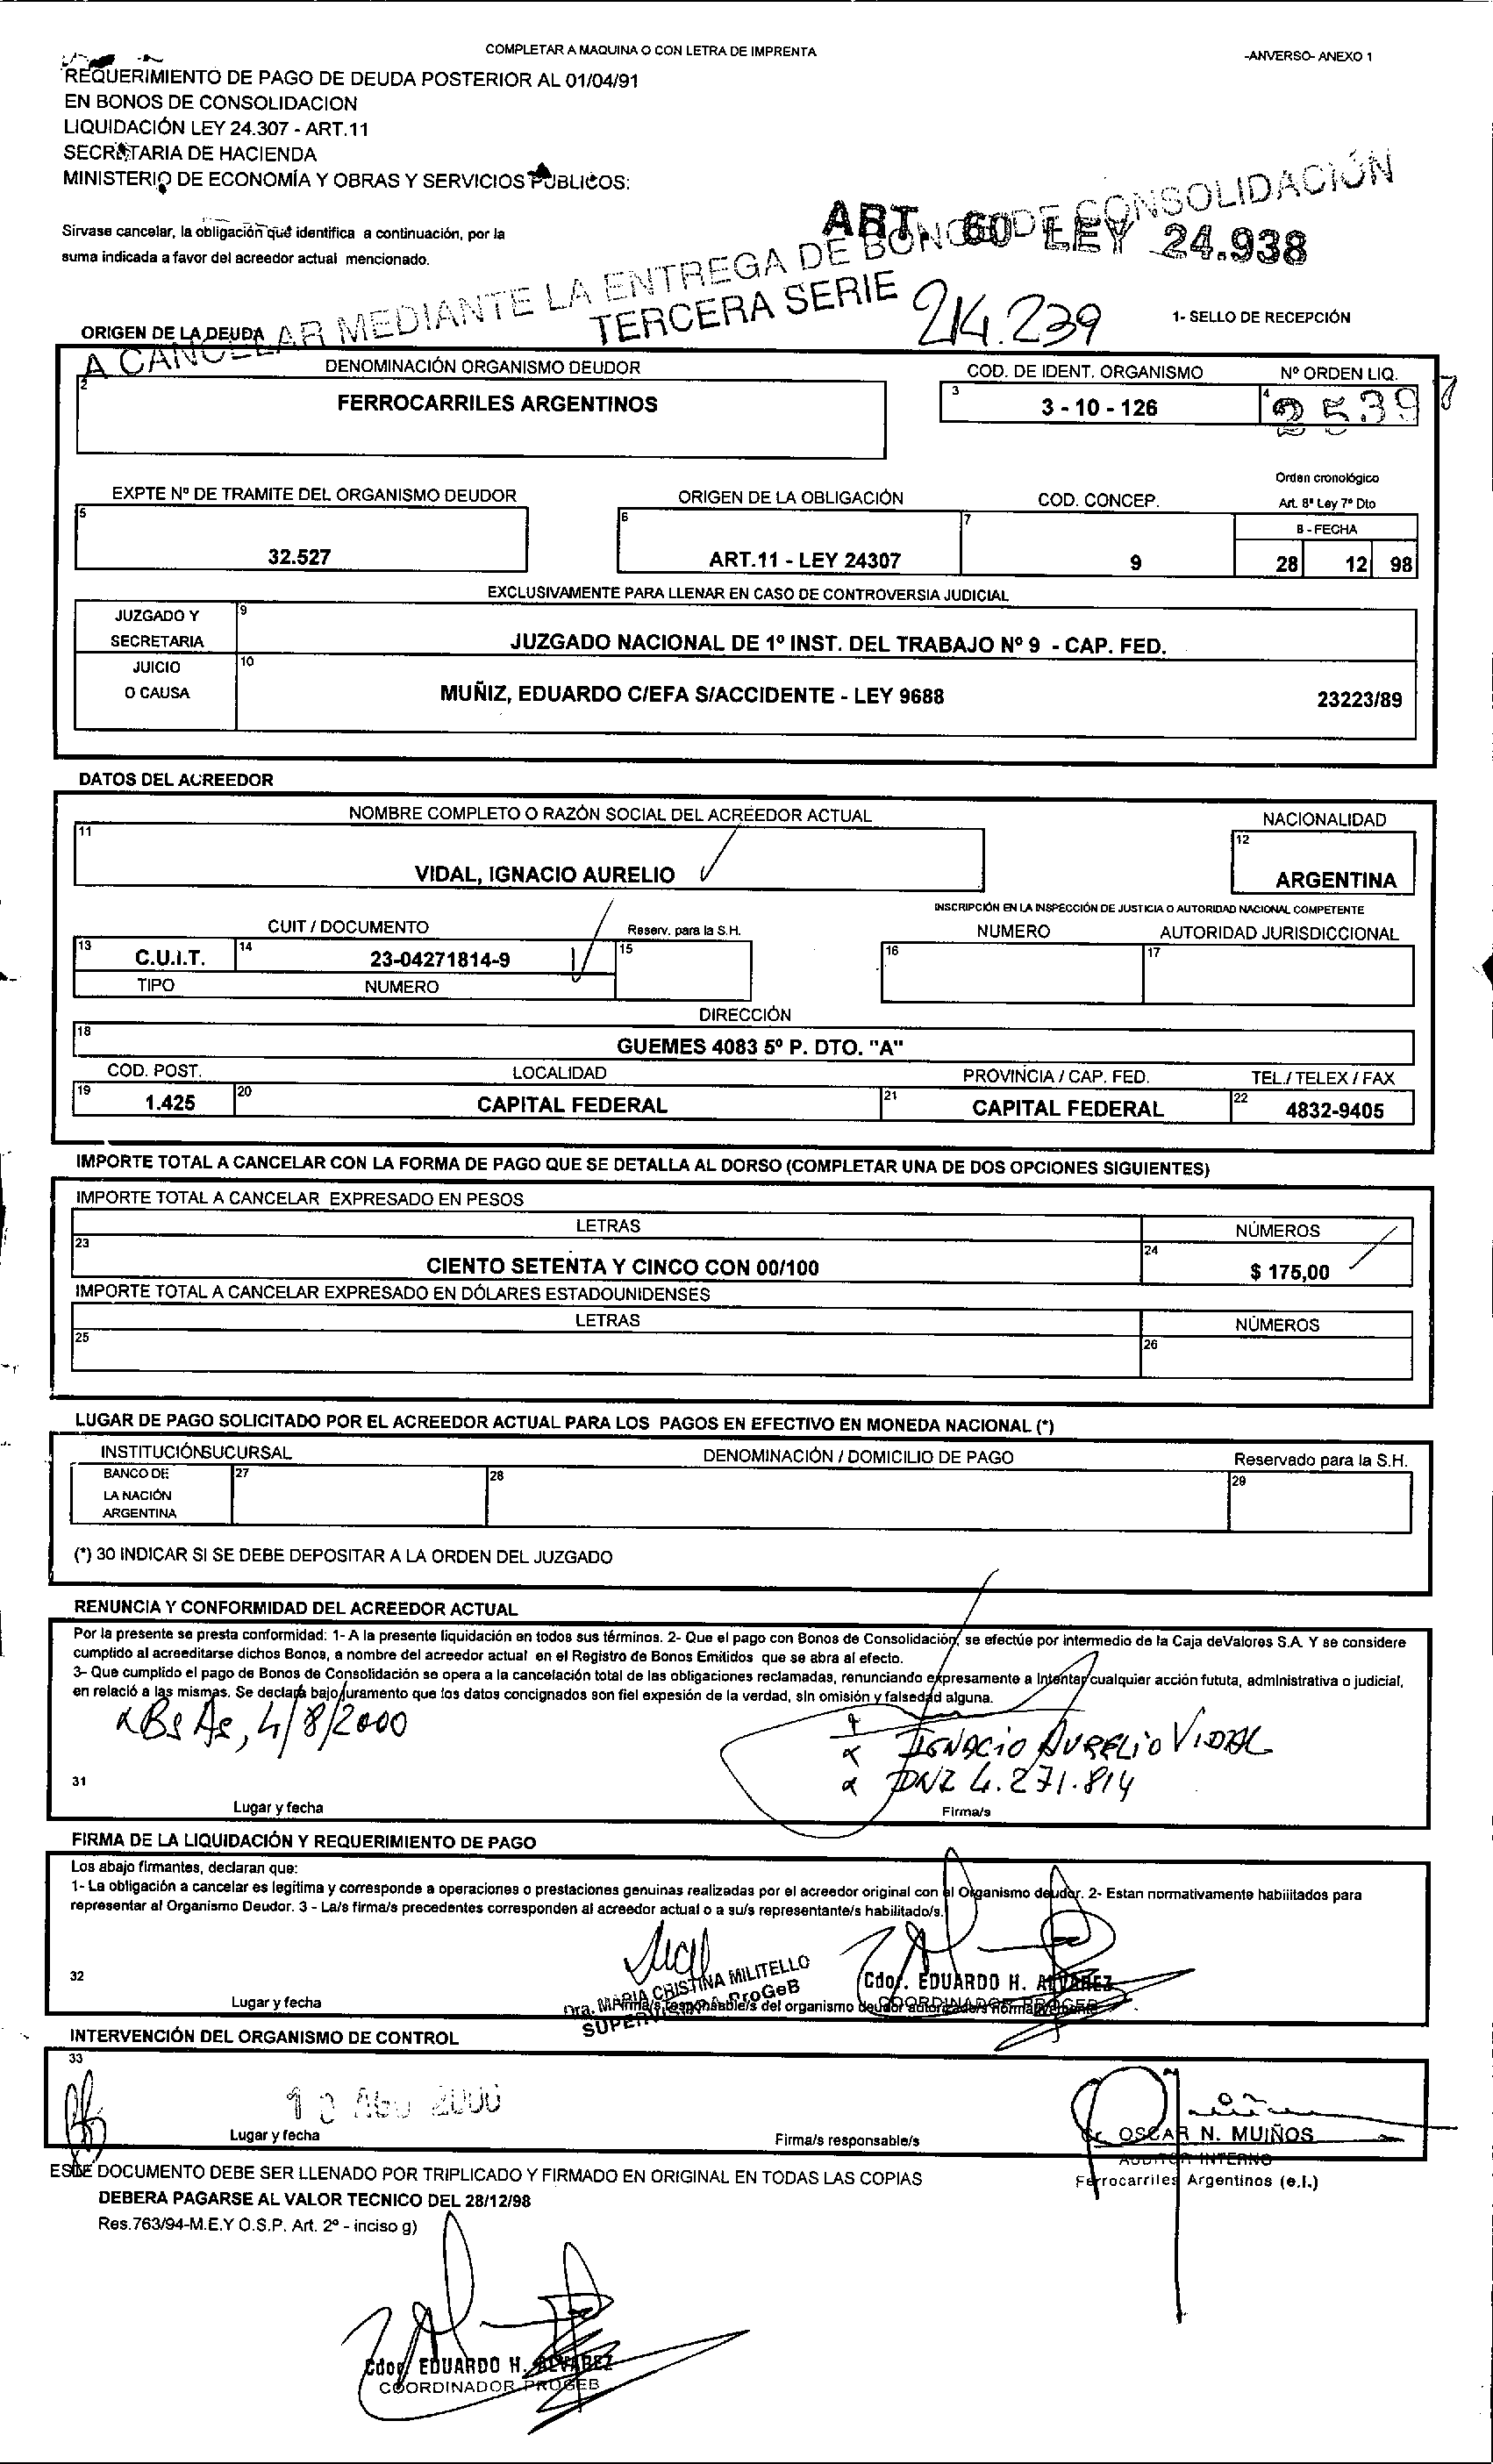 COMPLETAR A MAQUINA O CON LETRA DE IMPRENTA
-ANVERSO- ANEXO 1
REQUERIMIENTO DE PAGO DE DEUDA POSTERIOR AL 01/04/91
EN BONOS DE CONSOLIDACION
LIQUIDACIÓN LEY 24.307 - ART.11
SECRETARIA DE HACIENDA
MINISTERIO DE ECONOMÍA Y OBRAS Y SERVICIOS PÚBLICOS:
Sirvase cancelar, la obligación que identifica a continuación, por la
suma indicada a favor del acreedor actual mencionado.
ART. 60 LEY 24.938
A CANCELAR MEDIANTE LA ENTREGA DE BONOS DE CONSOLIDACIÓN
TERCERA SERIE
214.239
1- SELLO DE RECEPCIÓN
ORIGEN DE LA DEUDA
DENOMINACIÓN ORGANISMO DEUDOR
COD. DE IDENT. ORGANISMO
Nº ORDEN LIQ.
2
FERROCARRILES ARGENTINOS
3
3 - 10 - 126
4
25397
EXPTE Nº DE TRAMITE DEL ORGANISMO DEUDOR
ORIGEN DE LA OBLIGACIÓN
COD. CONCEP.
Orden cronológico
Art. 8º Ley 7º Dto
5
32.527
6
ART.11 - LEY 24307
7
9
8 - FECHA
28 12 98
EXCLUSIVAMENTE PARA LLENAR EN CASO DE CONTROVERSIA JUDICIAL
JUZGADO Y
SECRETARIA
9
JUZGADO NACIONAL DE 1º INST. DEL TRABAJO Nº 9 - CAP. FED.
JUICIO
O CAUSA
10
MUÑIZ, EDUARDO C/EFA S/ACCIDENTE - LEY 9688 23223/89
DATOS DEL ACREEDOR
NOMBRE COMPLETO O RAZÓN SOCIAL DEL ACREEDOR ACTUAL
NACIONALIDAD
11
VIDAL, IGNACIO AURELIO
12
ARGENTINA
INSCRIPCIÓN EN LA INSPECCIÓN DE JUSTICIA O AUTORIDAD NACIONAL COMPETENTE
CUIT / DOCUMENTO
Reserv. para la S.H.
NUMERO
AUTORIDAD JURISDICCIONAL
13
C.U.I.T.
14
23-04271814-9
15
16
17
TIPO
NUMERO
DIRECCIÓN
18
GUEMES 4083 5º P. DTO. "A"
COD. POST.
LOCALIDAD
PROVINCIA / CAP. FED.
TEL./ TELEX / FAX
19
1.425
20
CAPITAL FEDERAL
21
CAPITAL FEDERAL
22
4832-9405
IMPORTE TOTAL A CANCELAR CON LA FORMA DE PAGO QUE SE DETALLA AL DORSO (COMPLETAR UNA DE DOS OPCIONES SIGUIENTES)
IMPORTE TOTAL A CANCELAR EXPRESADO EN PESOS
LETRAS
NÚMEROS
23
CIENTO SETENTA Y CINCO CON 00/100
24
$ 175,00
IMPORTE TOTAL A CANCELAR EXPRESADO EN DÓLARES ESTADOUNIDENSES
LETRAS
NÚMEROS
25
26
LUGAR DE PAGO SOLICITADO POR EL ACREEDOR ACTUAL PARA LOS PAGOS EN EFECTIVO EN MONEDA NACIONAL (*)
INSTITUCIÓNSUCURSAL
DENOMINACIÓN / DOMICILIO DE PAGO
Reservado para la S.H.
BANCO DE
LA NACIÓN
ARGENTINA
27
28
29
(*) 30 INDICAR SI SE DEBE DEPOSITAR A LA ORDEN DEL JUZGADO
RENUNCIA Y CONFORMIDAD DEL ACREEDOR ACTUAL
Por la presente se presta conformidad: 1- A la presente liquidación en todos sus términos. 2- Que el pago con Bonos de Consolidación, se efectúe por intermedio de la Caja deValores S.A. Y se considere
cumplido al acreeditarse dichos Bonos, a nombre del acreedor actual en el Registro de Bonos Emitidos que se abra al efecto.
3- Que cumplido el pago de Bonos de Consolidación se opera a la cancelación total de las obligaciones reclamadas, renunciando expresamente a Intentar cualquier acción fututa, administrativa o judicial,
en relació a las mismas. Se declara bajo juramento que los datos concignados son fiel expesión de la verdad, sin omisión y falsedad alguna.
Bs As, 4/8/2000
IGNACIO AURELIO VIDAL
DNI 4.271.814
31
Lugar y fecha
Firma/s
FIRMA DE LA LIQUIDACIÓN Y REQUERIMIENTO DE PAGO
Los abajo firmantes, declaran que:
1- La obligación a cancelar es legítima y corresponde a operaciones o prestaciones genuinas realizadas por el acreedor original con el Organismo deudor. 2- Estan normativamente habilitados para
representar al Organismo Deudor. 3 - La/s firma/s precedentes corresponden al acreedor actual o a su/s representante/s habilitado/s.
32
Lugar y fecha
Dra. MARIA CRISTINA MILITELLO
SUPERVISORA ProGeB
Firma/s responsable/s del organismo deudor autorizado/s normativamente
Cdor. EDUARDO H. ALVAREZ
COORDINADOR PROGEB
INTERVENCIÓN DEL ORGANISMO DE CONTROL
33
10 AGO 2000
Lugar y fecha
Firma/s responsable/s
Cr. OSCAR N. MUIÑOS
AUDITOR INTERNO
Ferrocarriles Argentinos (e.l.)
ESTE DOCUMENTO DEBE SER LLENADO POR TRIPLICADO Y FIRMADO EN ORIGINAL EN TODAS LAS COPIAS
DEBERA PAGARSE AL VALOR TECNICO DEL 28/12/98
Res.763/94-M.E.Y O.S.P. Art. 2º - inciso g)
Cdor. EDUARDO H. ALVAREZ
COORDINADOR PROGEB